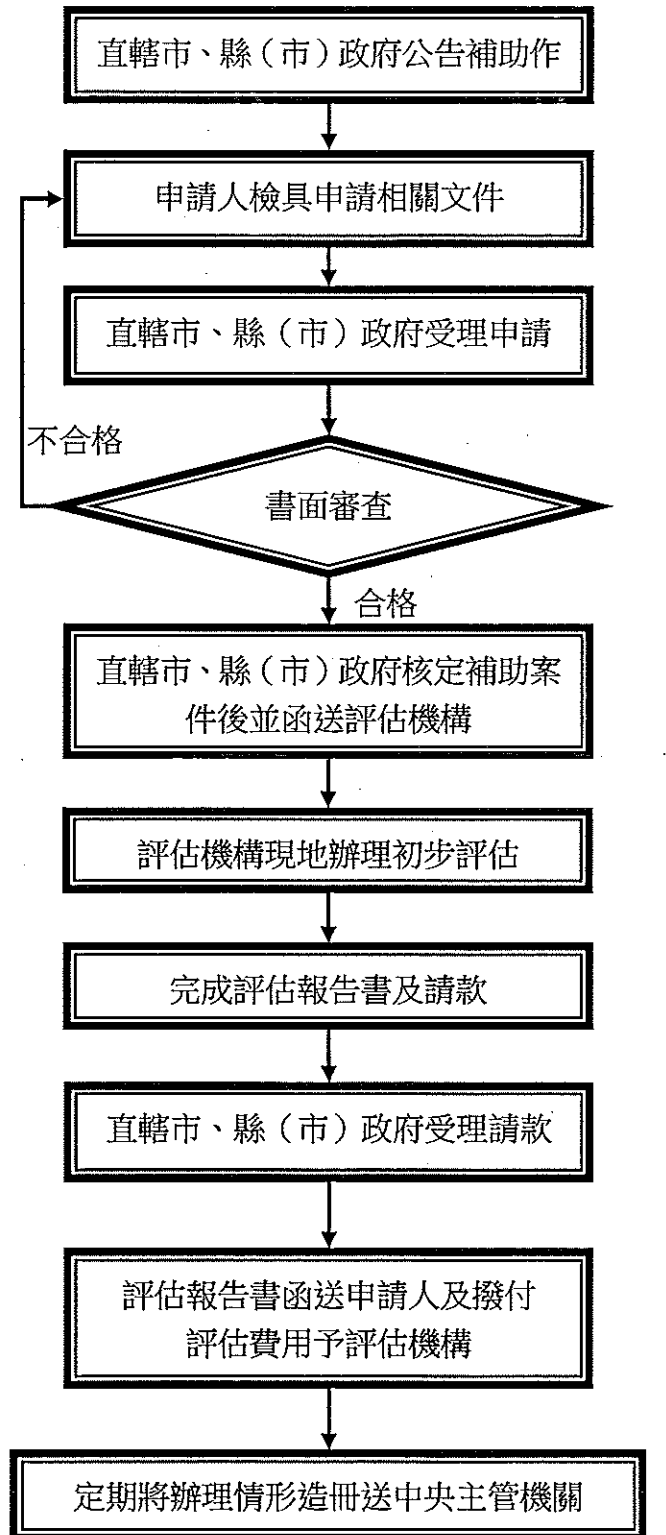 直轄市、縣（市）政府公告補助作
申請人檢具申請相關文件
直轄市、縣（市）政府受理申請
不合格
書面審查
合格
直轄市、縣（市）政府核定補助案
件後並函送評估機構
評估機構現地辦理初步評估
完成評估報告書及請款
直轄市、縣（市）政府受理請款
評估報告書函送申請人及撥付
評估費用予評估機構
定期將辦理情形造冊送中央主管機關